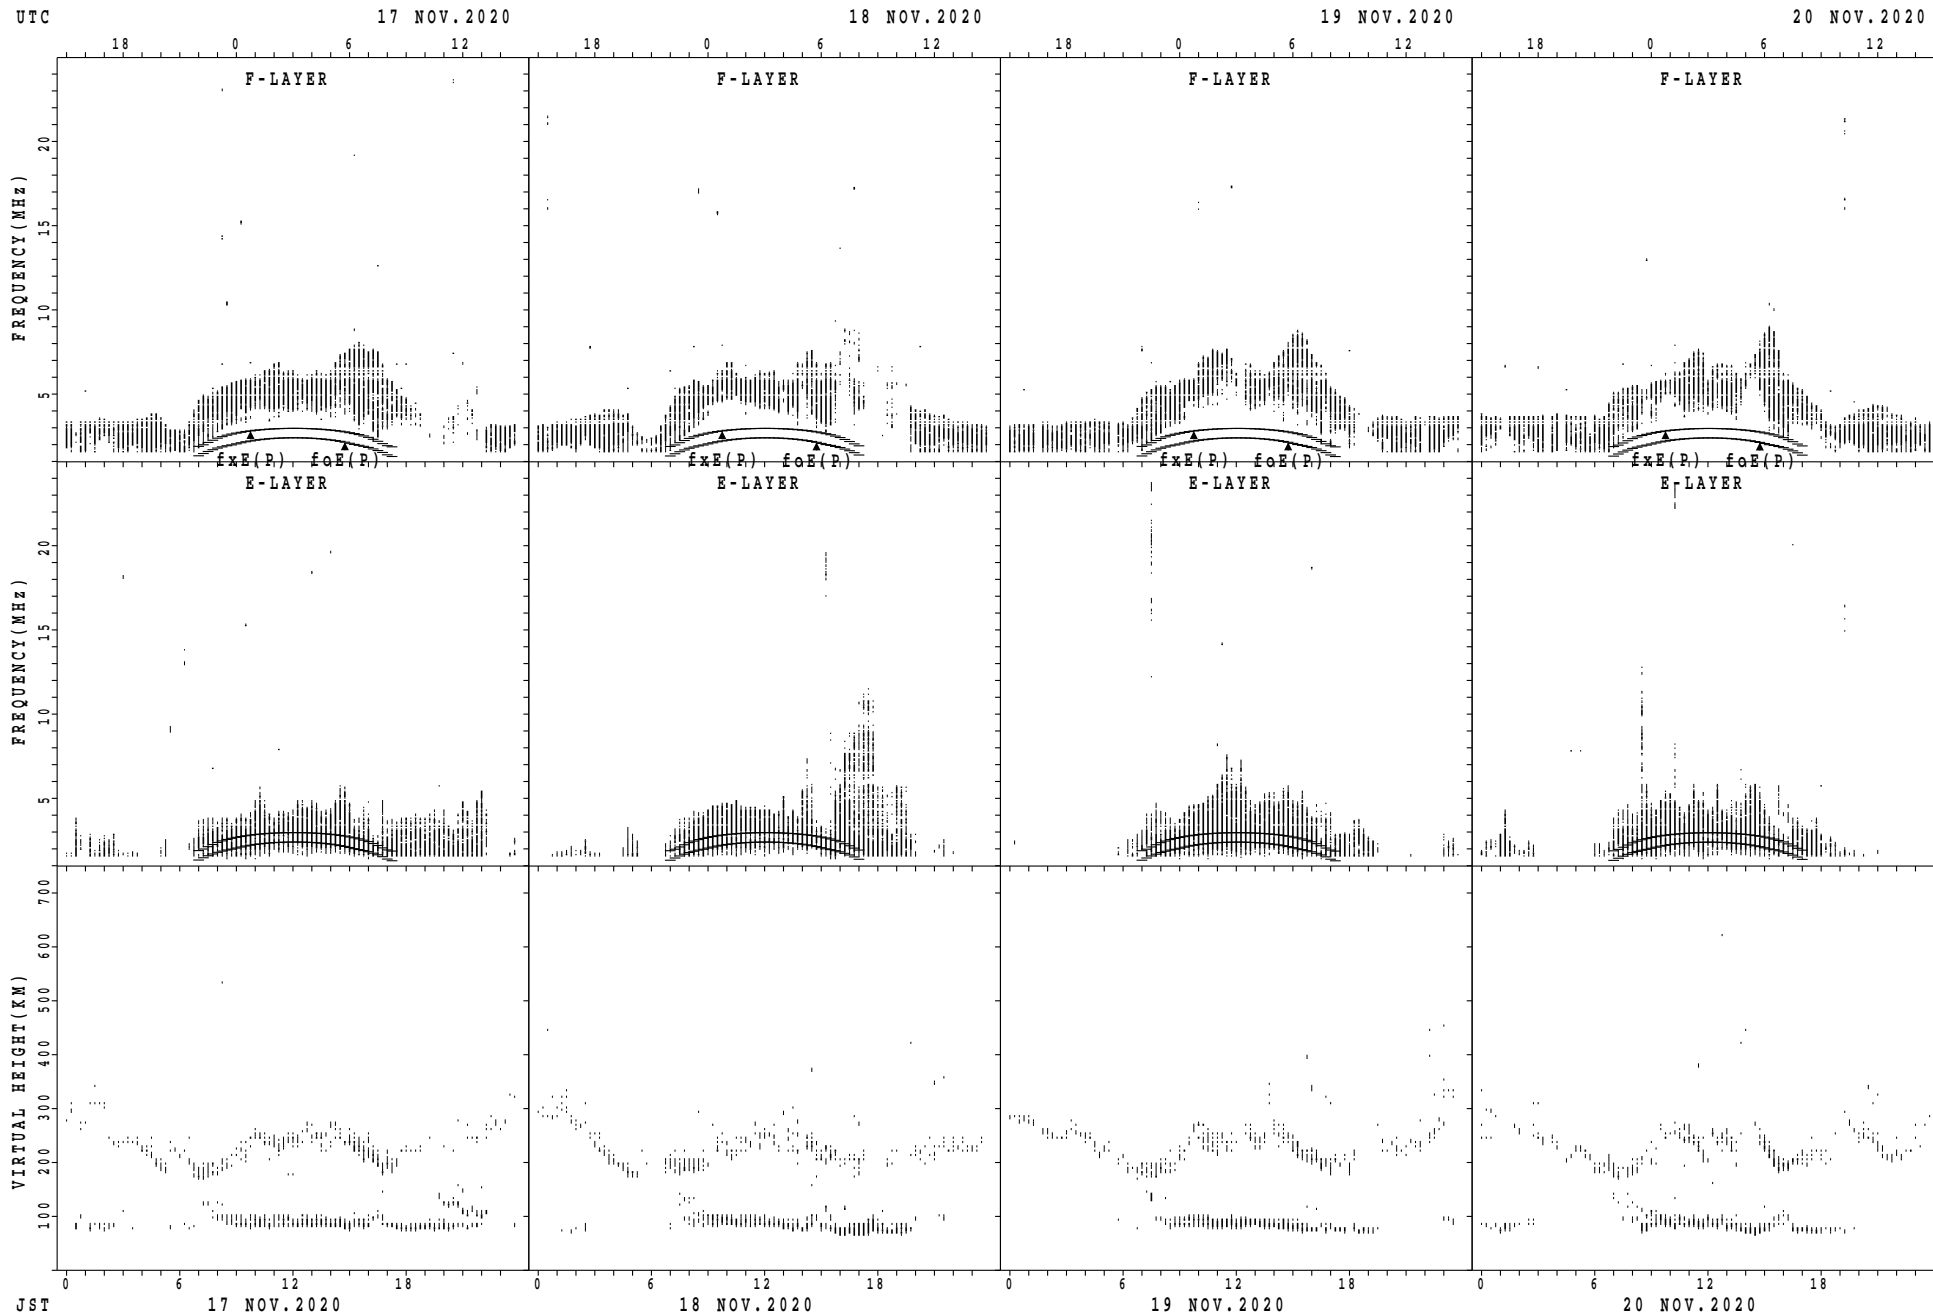 UTC 17 NOV.2020 18 NOV.2020 19 NOV.2020 20 NOV.2020
18 0 6 12 18 0 6 12 18 0 6 12 18 0 6 12
F-LAYER F-LAYER F-LAYER F-LAYER
FREQUENCY(MHz)
20
15
10
5
fxE(P) foE(P) fxE(P) foE(P) fxE(P) foE(P) fxE(P) foE(P)
E-LAYER E-LAYER E-LAYER E-LAYER
FREQUENCY(MHz)
20
15
10
5
VIRTUAL HEIGHT(KM)
700
600
500
400
300
200
100
0 6 12 18 0 6 12 18 0 6 12 18 0 6 12 18
JST 17 NOV.2020 18 NOV.2020 19 NOV.2020 20 NOV.2020